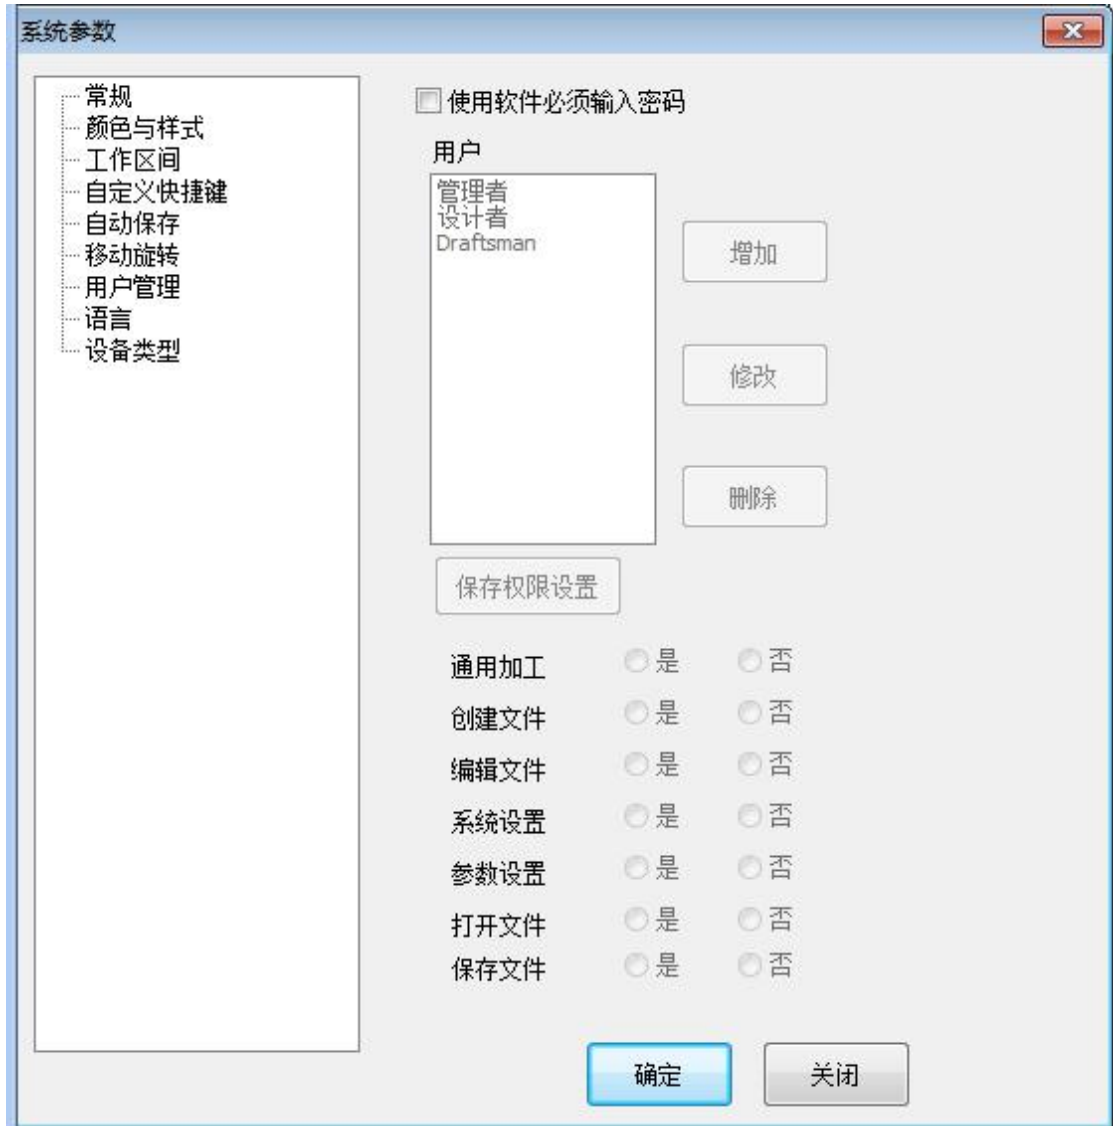 系统参数
常规
颜色与样式
工作区间
自定义快捷键
自动保存
移动旋转
用户管理
语言
设备类型
使用软件必须输入密码
用户
管理者
设计者
Draftsman
增加
修改
删除
保存权限设置
通用加工 是 否
创建文件 是 否
编辑文件 是 否
系统设置 是 否
参数设置 是 否
打开文件 是 否
保存文件 是 否
确定 关闭